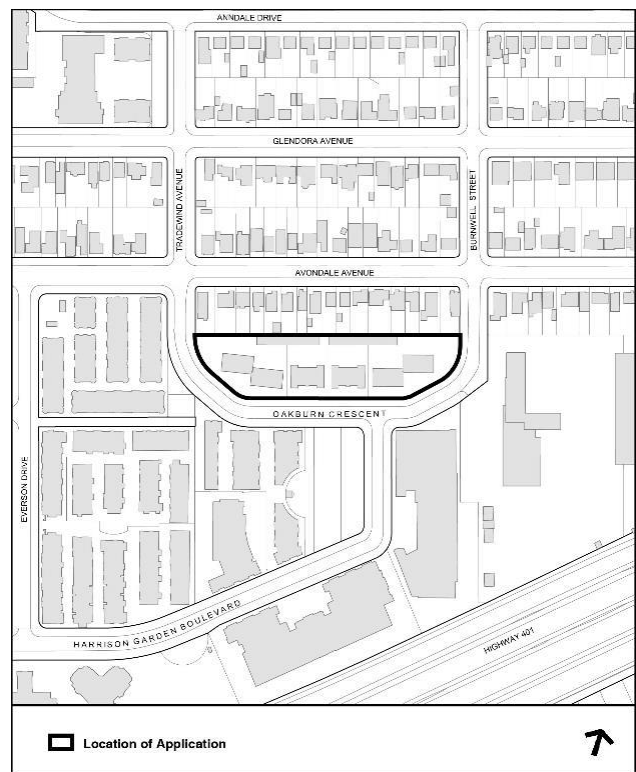 ANNDALE DRIVE
GLENDORA AVENUE
TRADEWIND AVENUE
BURNWELL STREET
AVONDALE AVENUE
OAKBURN CRESCENT
EVERSON DRIVE
HARRISON GARDEN BOULEVARD
HIGHWAY 401
Location of Application